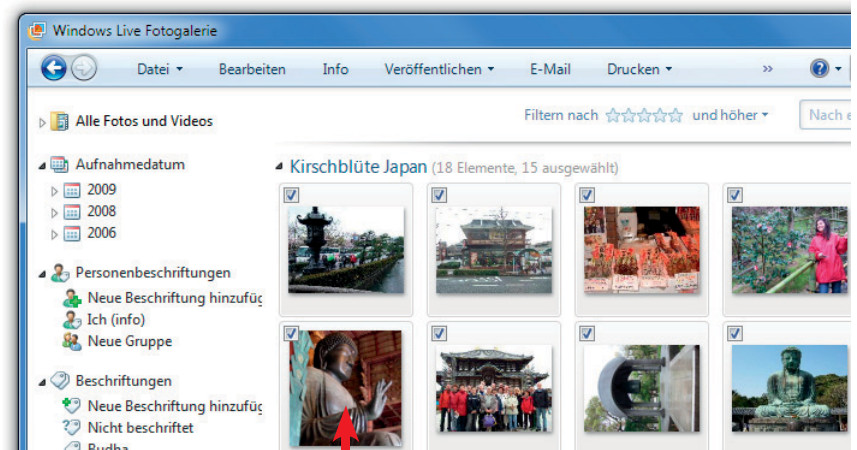 Windows Live Fotogalerie
Datei Bearbeiten Info Veröffentlichen E-Mail Drucken »
Alle Fotos und Videos
Filtern nach und höher
Nach
Aufnahmedatum
Kirschblüte Japan (18 Elemente, 15 ausgewählt)
2009
2008
2006
Personenbeschriftungen
Neue Beschriftung hinzufüg
Ich (info)
Neue Gruppe
Beschriftungen
Neue Beschriftung hinzufüg
Nicht beschriftet
Budha